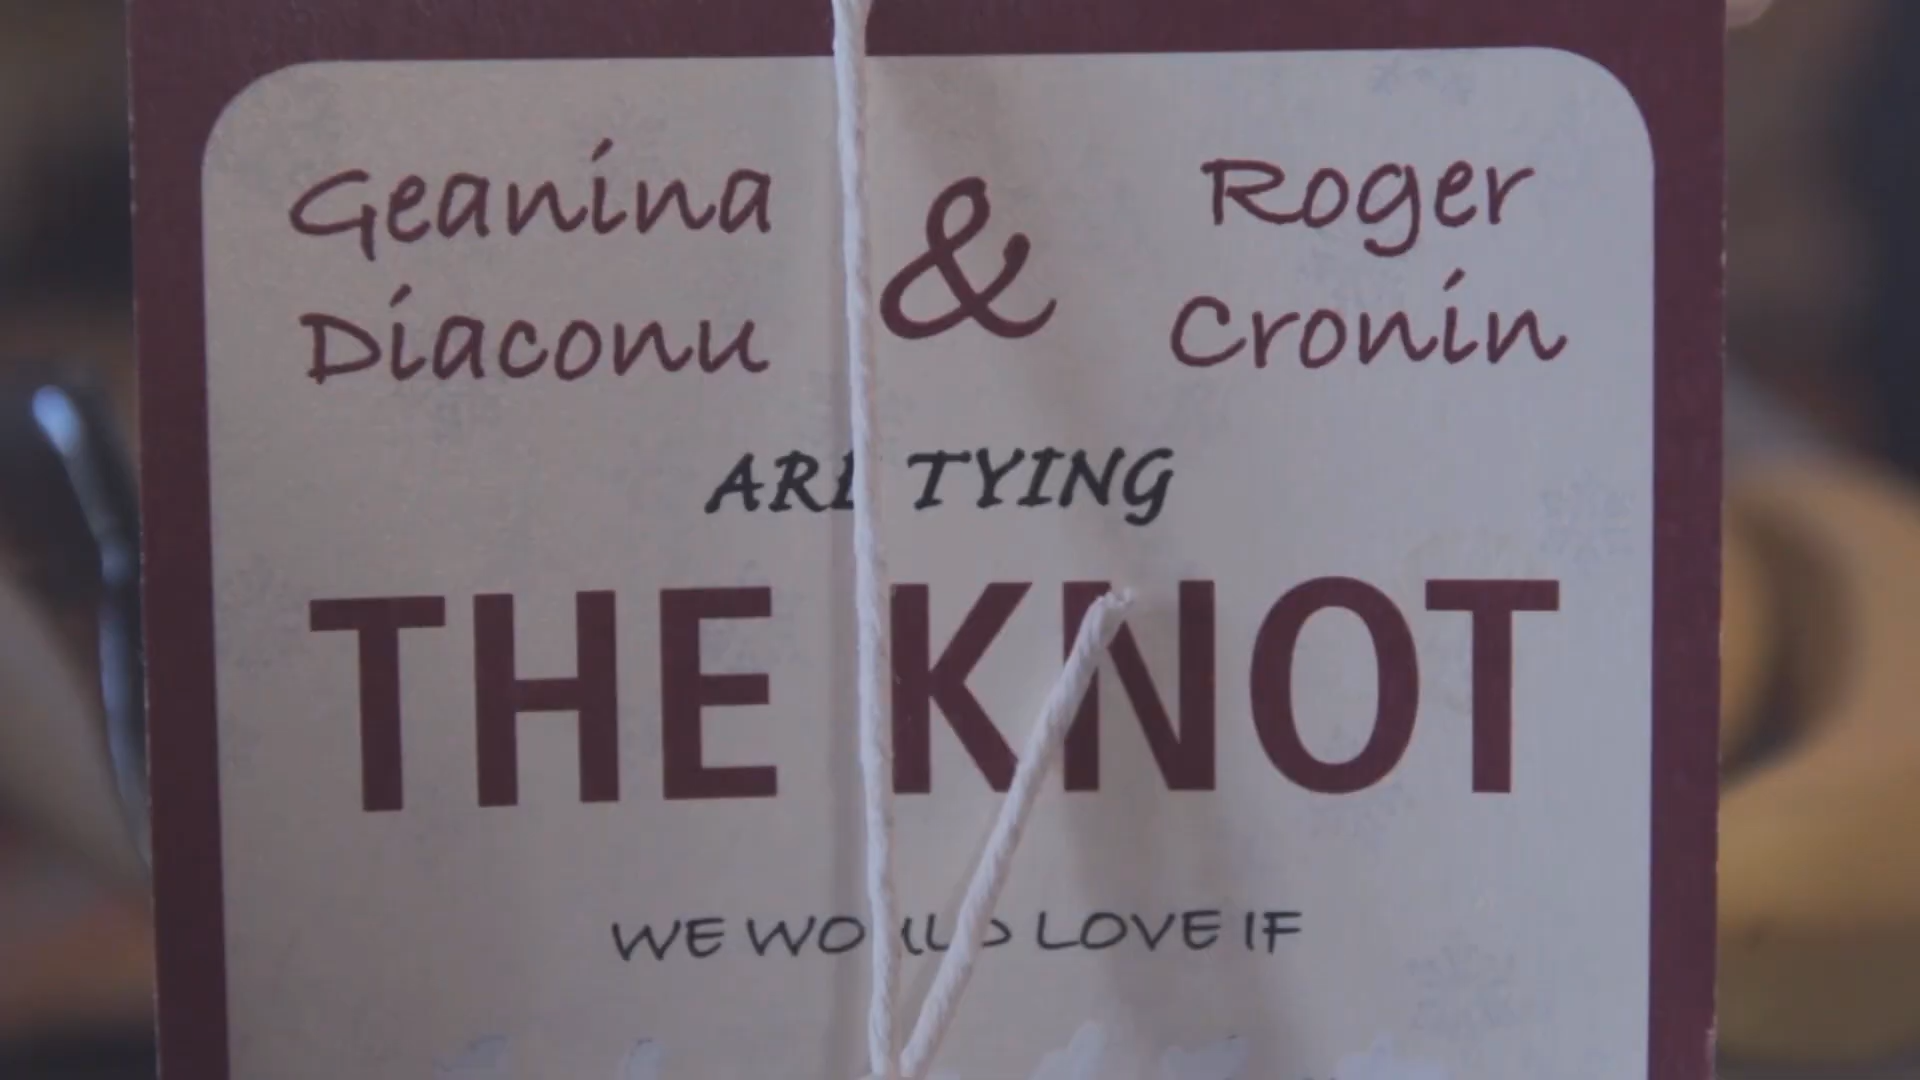 Geanina & Roger
Diaconu Cronin
ARE TYING
THE KNOT
WE WOULD LOVE IF